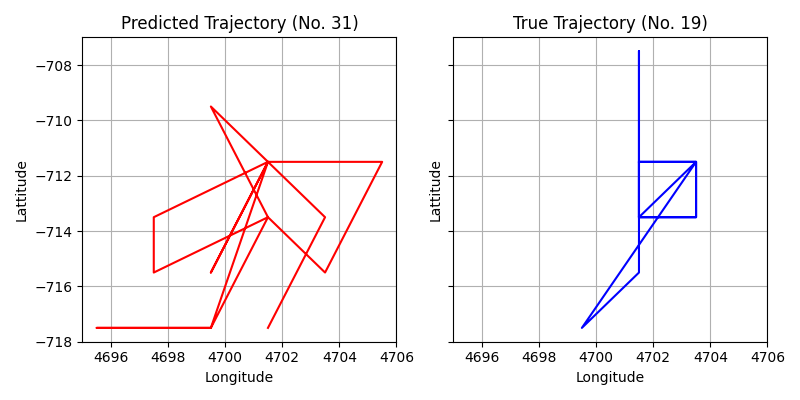 Predicted Trajectory (No. 31)
−708
−710
−712
−714
−716
−718
Lattitude
4696 4698 4700 4702 4704 4706
Longitude
True Trajectory (No. 19)
Lattitude
4696 4698 4700 4702 4704 4706
Longitude